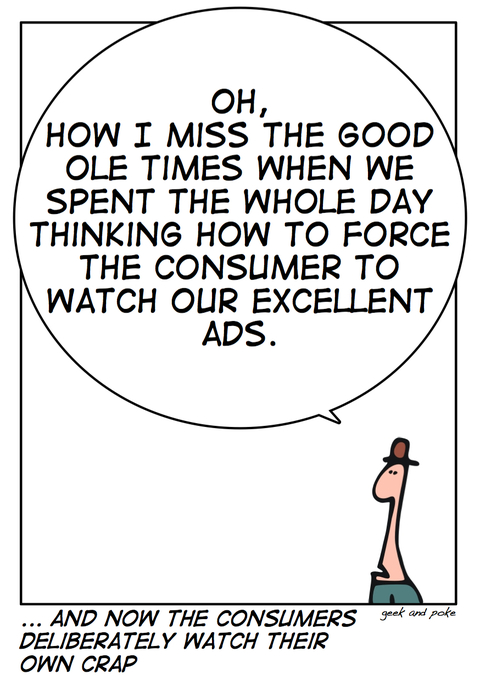 OH,
HOW I MISS THE GOOD
OLE TIMES WHEN WE
SPENT THE WHOLE DAY
THINKING HOW TO FORCE
THE CONSUMER TO
WATCH OUR EXCELLENT
ADS.
geek and poke
... AND NOW THE CONSUMERS
DELIBERATELY WATCH THEIR
OWN CRAP